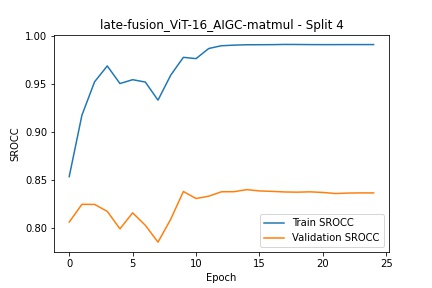 late-fusion_ViT-16_AIGC-matmul - Split 4
1.00
0.95
0.90
0.85
0.80
SROCC
Train SROCC
Validation SROCC
0
5
10
15
20
25
Epoch